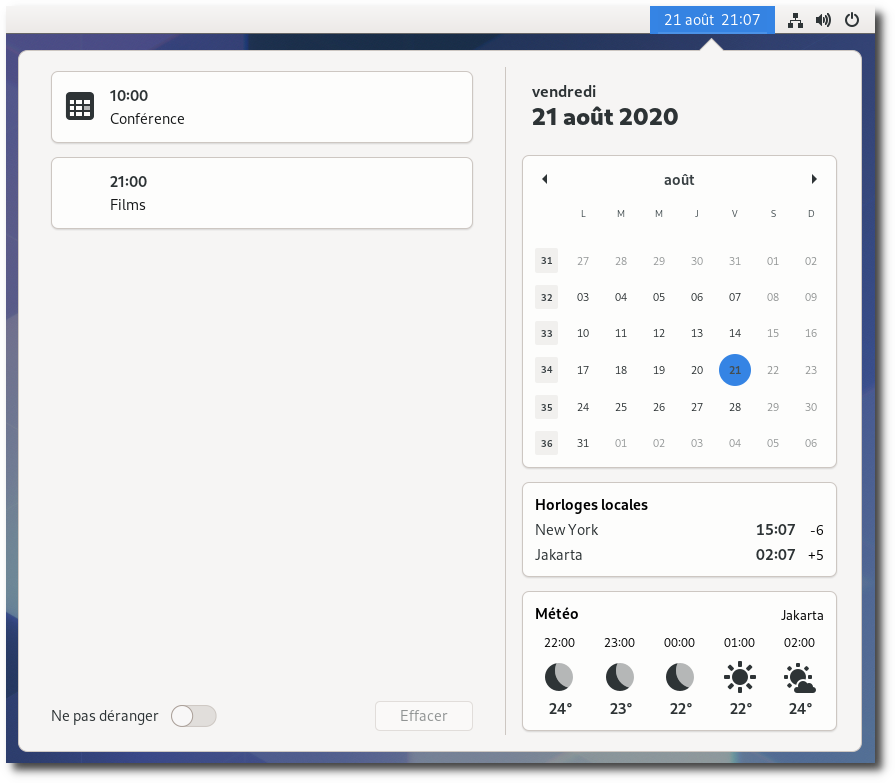 21 août 21:07
10:00
Conférence
21:00
Films
Ne pas déranger
Effacer
vendredi
21 août 2020
août
L M M J V S D
31 27 28 29 30 31 01 02
32 03 04 05 06 07 08 09
33 10 11 12 13 14 15 16
34 17 18 19 20 21 22 23
35 24 25 26 27 28 29 30
36 31 01 02 03 04 05 06
Horloges locales
New York 15:07 -6
Jakarta 02:07 +5
Météo Jakarta
22:00 23:00 00:00 01:00 02:00
24° 23° 22° 22° 24°